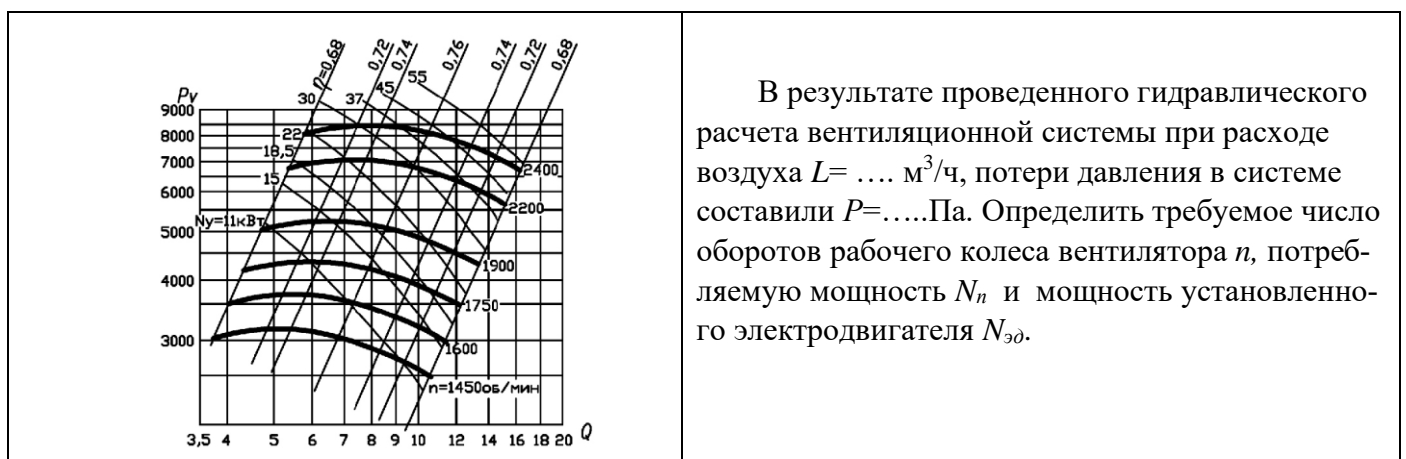 η=0,68 0,72 0,74 0,76 0,74 0,72 0,68
Pv 30 37 45 55
9000
8000 22
18,5
7000 2400
15
6000
Nу=11кВт 2200
5000
1900
4000
1750
3000 1600
n=1450об/мин
3,5 4 5 6 7 8 9 10 12 14 16 18 20 Q
В результате проведенного гидравлического
расчета вентиляционной системы при расходе
воздуха L= …. м³/ч, потери давления в системе
составили P=…..Па. Определить требуемое число
оборотов рабочего колеса вентилятора n, потреб-
ляемую мощность Nп и мощность установленно-
го электродвигателя Nэд.